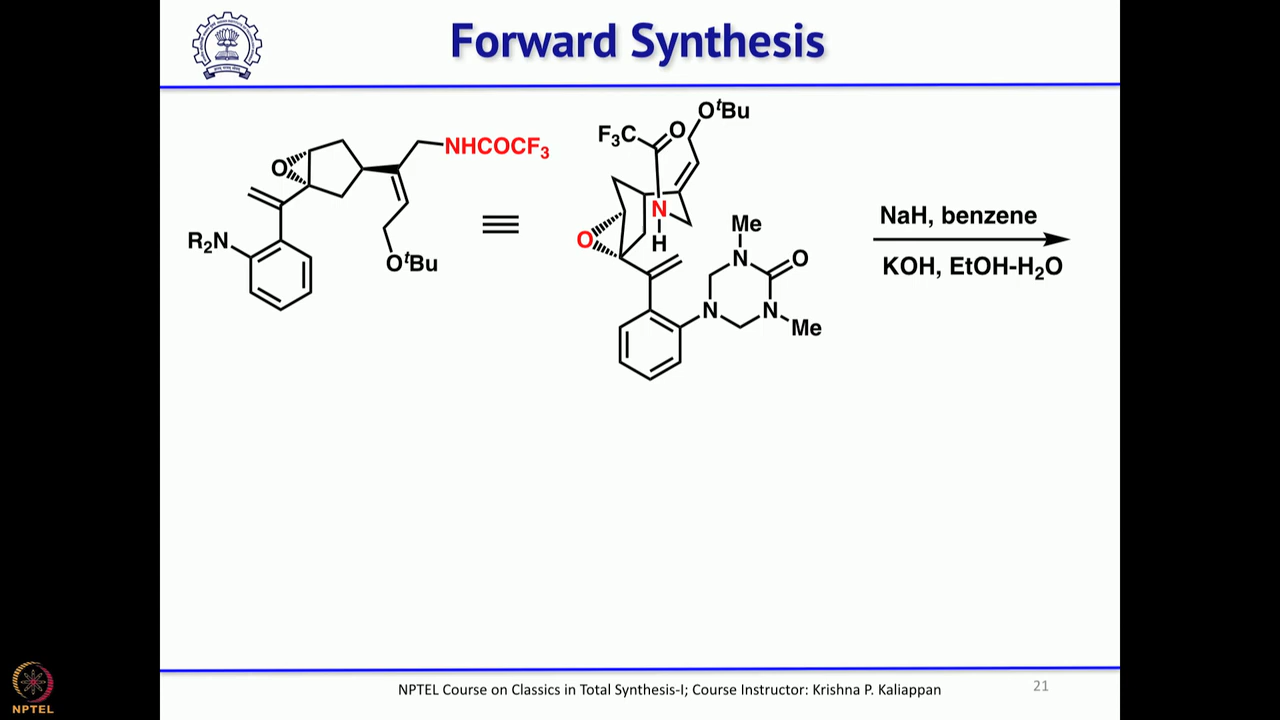 Forward Synthesis
O
NHCOCF₃
R₂N
OᵗBu
OᵗBu
F₃C
O
N
H
O
Me
N
O
N
N
Me
NaH, benzene
KOH, EtOH-H₂O
NPTEL
NPTEL Course on Classics in Total Synthesis-I; Course Instructor: Krishna P. Kaliappan
21